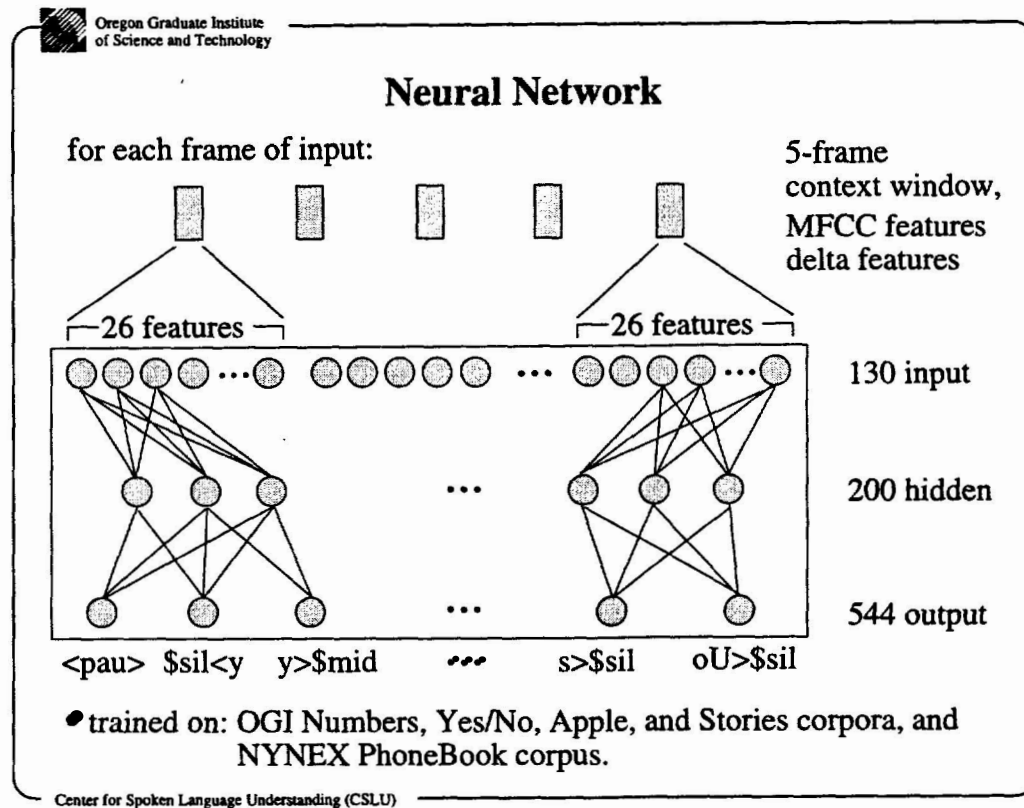 Oregon Graduate Institute
of Science and Technology
Neural Network
for each frame of input:
5-frame
context window,
MFCC features
delta features
26 features
26 features
130 input
200 hidden
544 output
<pau> $sil<y y>$mid ••• s>$sil oU>$sil
• trained on: OGI Numbers, Yes/No, Apple, and Stories corpora, and
NYNEX PhoneBook corpus.
Center for Spoken Language Understanding (CSLU)